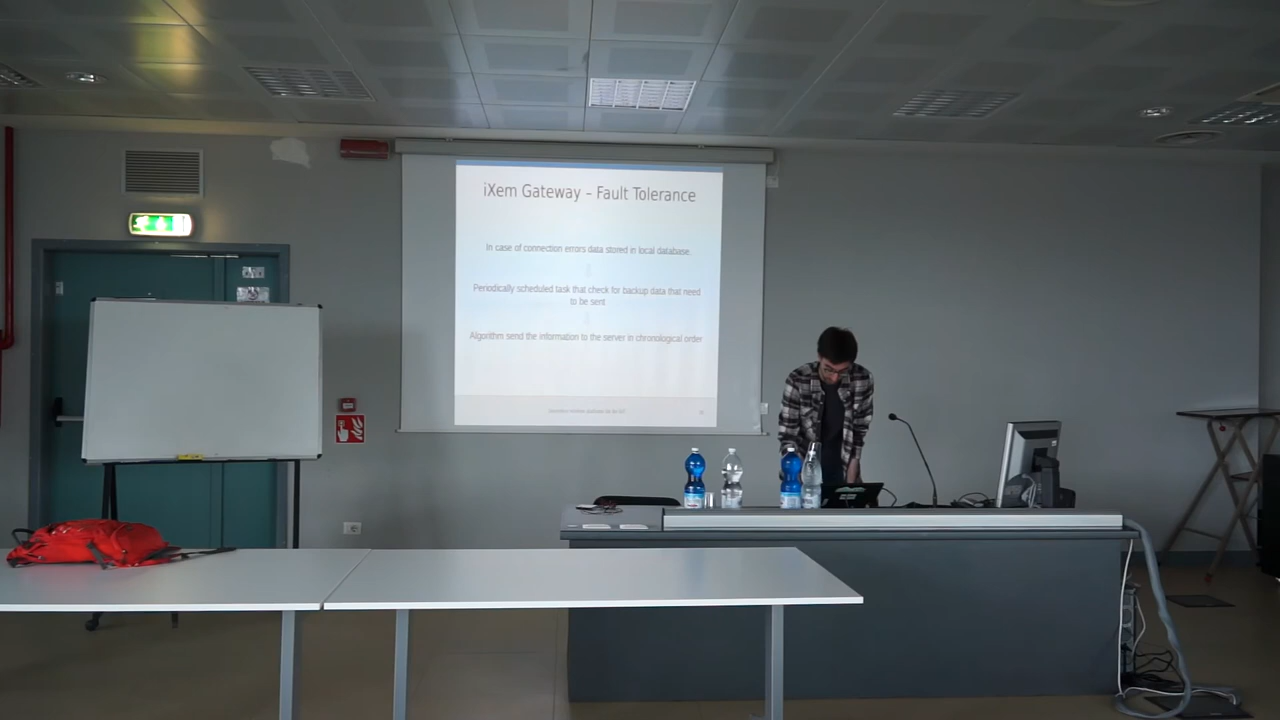 iXem Gateway – Fault Tolerance
In case of connection errors data stored in local database.
Periodically scheduled task that check for backup data that need
to be sent
Algorithm send the information to the server in chronological order